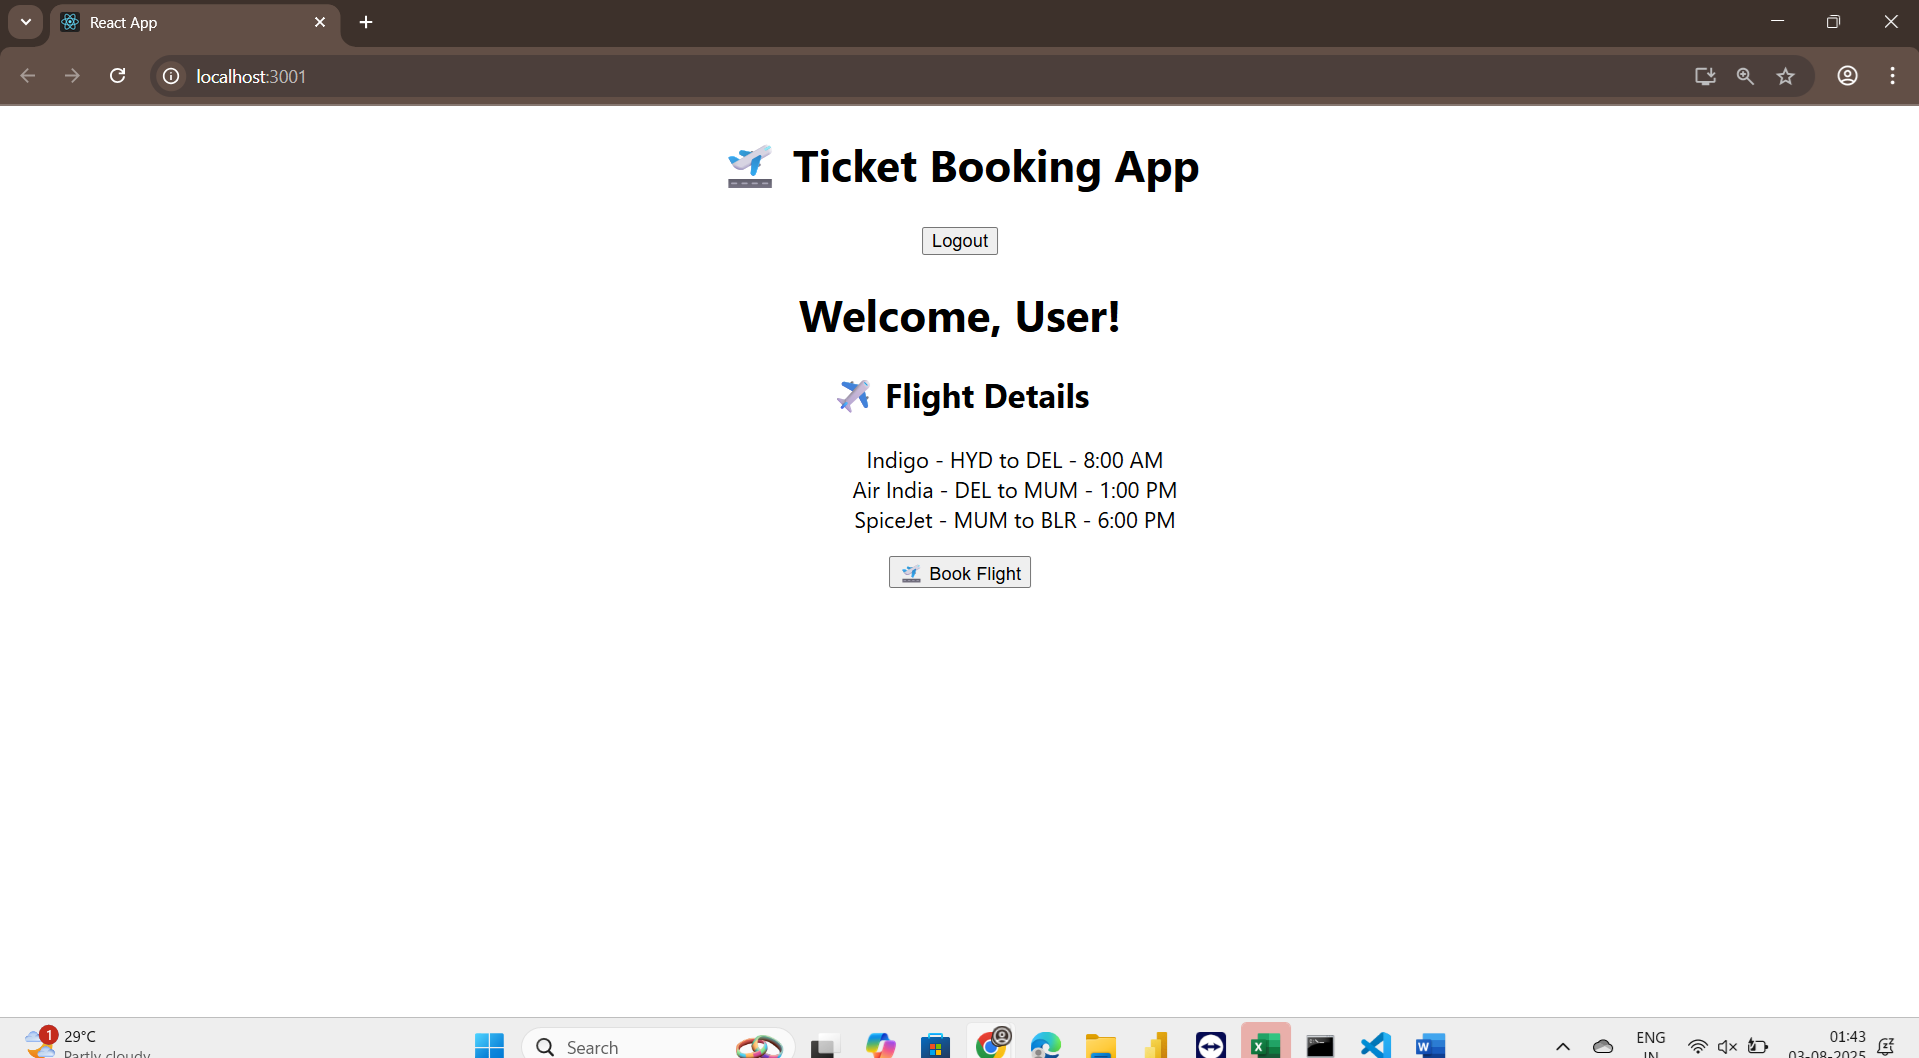 React App
localhost:3001
Ticket Booking App
Logout
Welcome, User!
Flight Details
Indigo - HYD to DEL - 8:00 AM
Air India - DEL to MUM - 1:00 PM
SpiceJet - MUM to BLR - 6:00 PM
Book Flight
1
29°C
Partly cloudy
Search
ENG
IN
01:43
03-08-2025